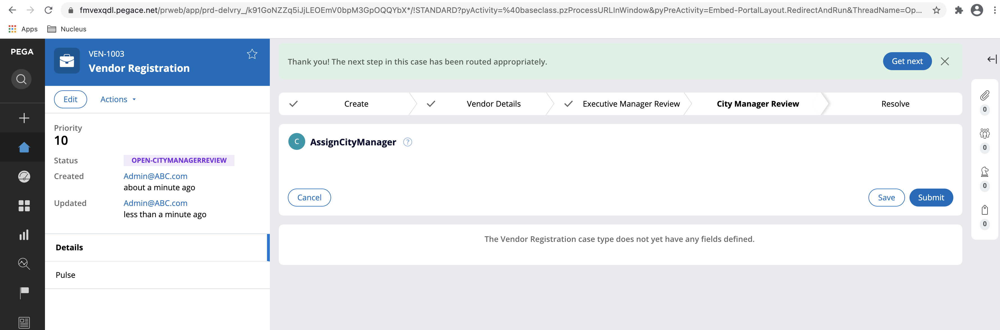 fmvexqdl.pegace.net/prweb/app/prd-delvry_/k91GoNZZq5iJjLEOEmV0bpM3GpOQQYbX*/!STANDARD?pyActivity=%40baseclass.pzProcessURLInWindow&pyPreActivity=Embed-PortalLayout.RedirectAndRun&ThreadName=Op...
Apps Nucleus
PEGA
VEN-1003
Vendor Registration
Edit Actions
Priority
10
Status OPEN-CITYMANAGERREVIEW
Created Admin@ABC.com
about a minute ago
Updated Admin@ABC.com
less than a minute ago
Details
Pulse
Thank you! The next step in this case has been routed appropriately. Get next
Create Vendor Details Executive Manager Review City Manager Review Resolve
C AssignCityManager ?
Cancel Save Submit
The Vendor Registration case type does not yet have any fields defined.
0
0
0
0